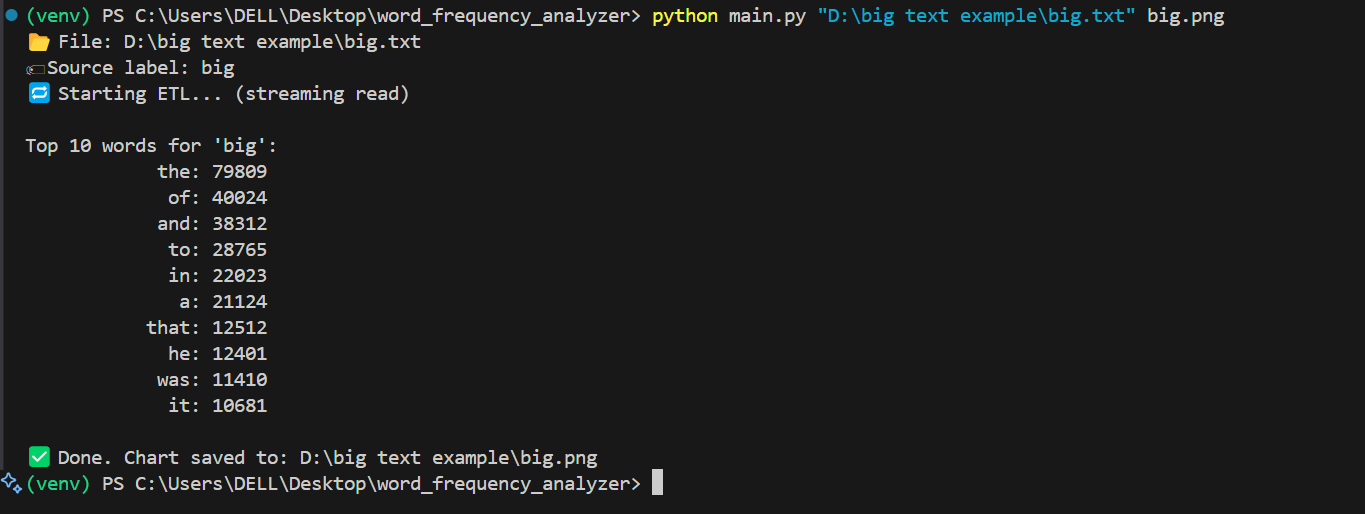 (venv) PS C:\Users\DELL\Desktop\word_frequency_analyzer> python main.py "D:\big text example\big.txt" big.png
File: D:\big text example\big.txt
Source label: big
Starting ETL... (streaming read)
Top 10 words for 'big':
the: 79809
of: 40024
and: 38312
to: 28765
in: 22023
a: 21124
that: 12512
he: 12401
was: 11410
it: 10681
Done. Chart saved to: D:\big text example\big.png
(venv) PS C:\Users\DELL\Desktop\word_frequency_analyzer>